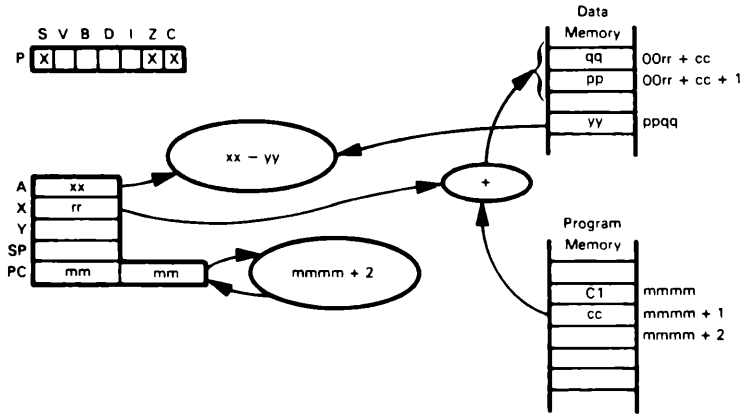 S V B D I Z C
P X X X
Data
Memory
qq 00rr + cc
pp 00rr + cc + 1
yy ppqq
xx – yy
A xx
X rr
Y
SP
PC mm mm
mmmm + 2
+
Program
Memory
C1 mmmm
cc mmmm + 1
mmmm + 2